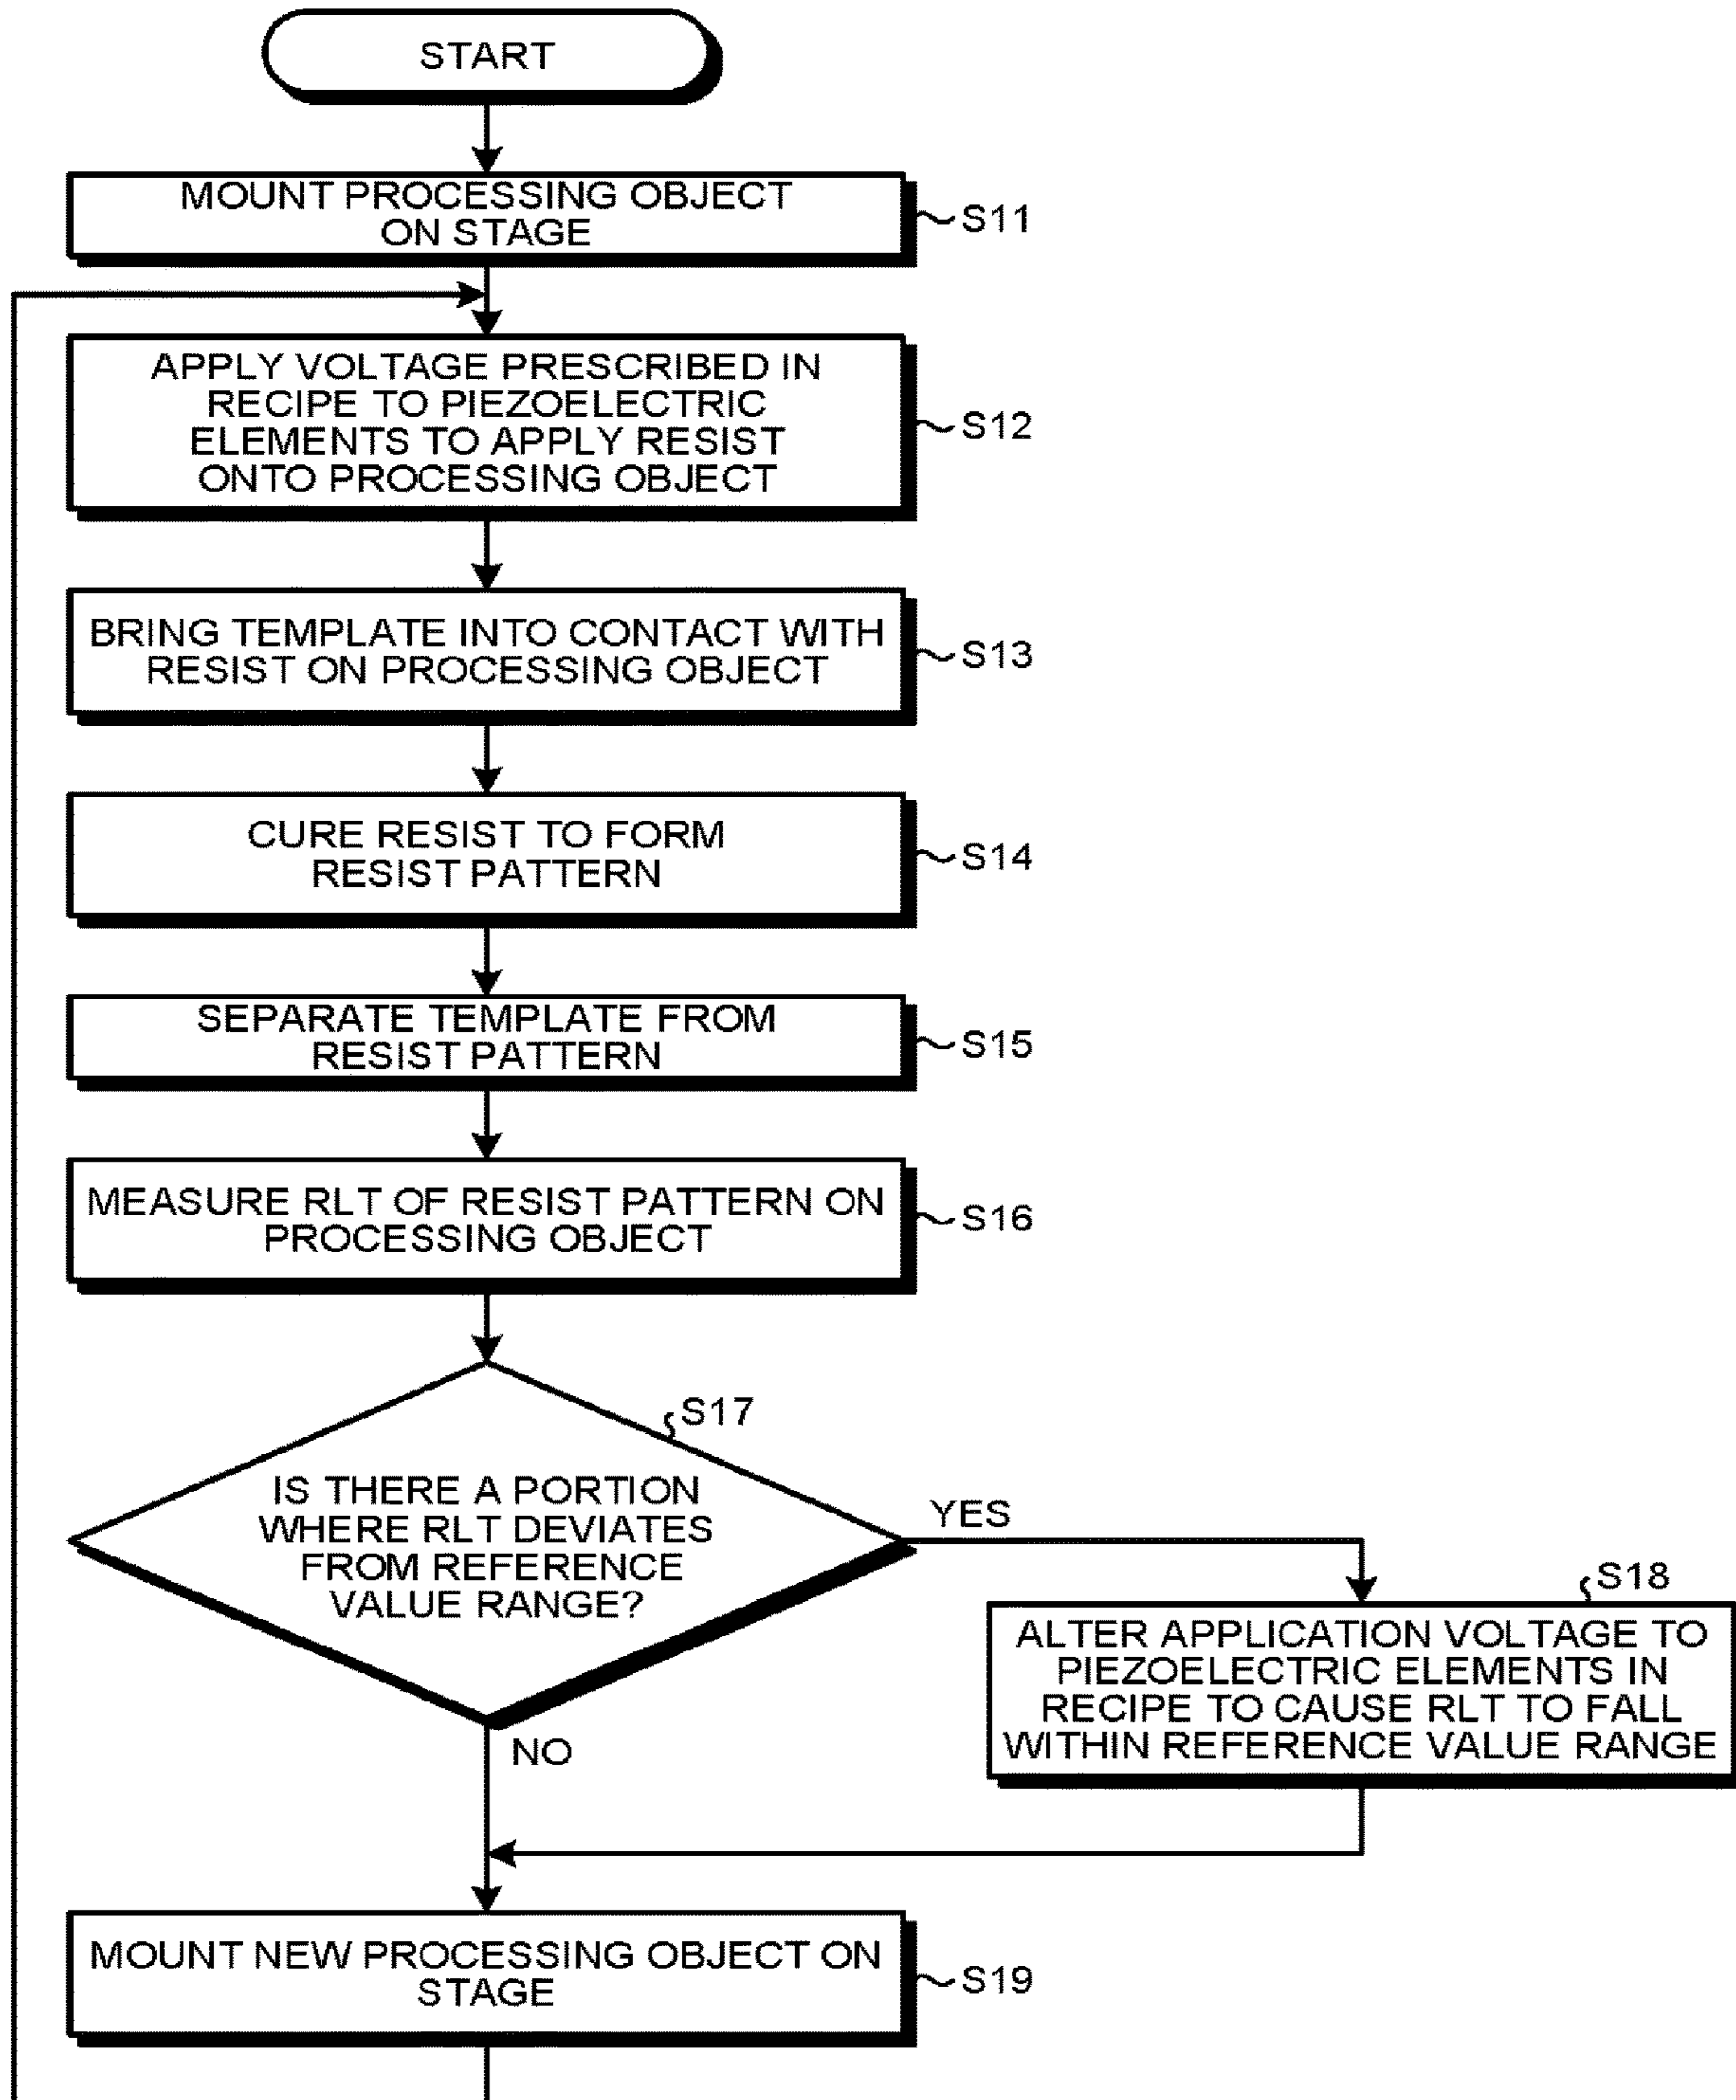 START
MOUNT PROCESSING OBJECT
ON STAGE
S11
APPLY VOLTAGE PRESCRIBED IN
RECIPE TO PIEZOELECTRIC
ELEMENTS TO APPLY RESIST
ONTO PROCESSING OBJECT
S12
BRING TEMPLATE INTO CONTACT WITH
RESIST ON PROCESSING OBJECT
S13
CURE RESIST TO FORM
RESIST PATTERN
S14
SEPARATE TEMPLATE FROM
RESIST PATTERN
S15
MEASURE RLT OF RESIST PATTERN ON
PROCESSING OBJECT
S16
S17
IS THERE A PORTION
WHERE RLT DEVIATES
FROM REFERENCE
VALUE RANGE?
YES
S18
ALTER APPLICATION VOLTAGE TO
PIEZOELECTRIC ELEMENTS IN
RECIPE TO CAUSE RLT TO FALL
WITHIN REFERENCE VALUE RANGE
NO
MOUNT NEW PROCESSING OBJECT ON
STAGE
S19